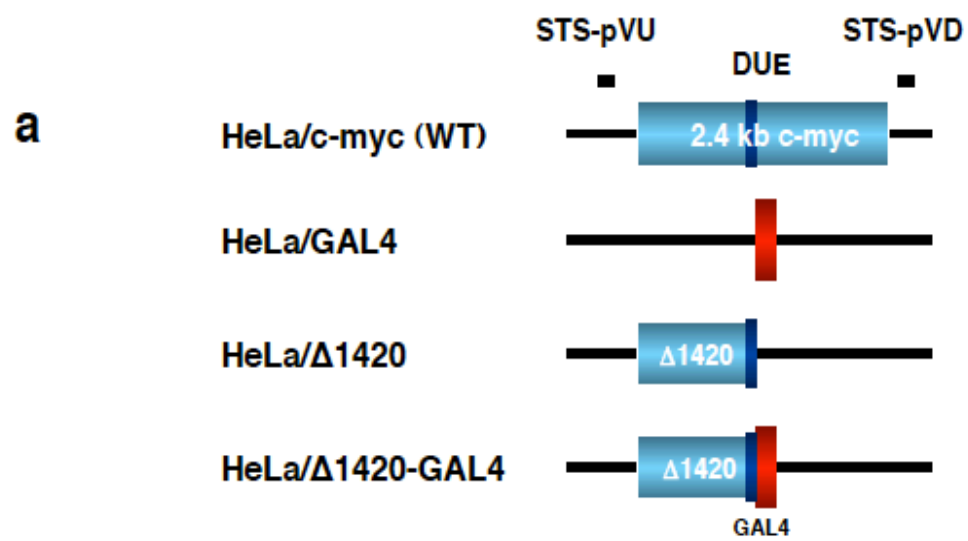 STS-pVU STS-pVD
DUE
a
HeLa/c-myc (WT) 2.4 kb c-myc
HeLa/GAL4
HeLa/Δ1420 Δ1420
HeLa/Δ1420-GAL4 Δ1420
GAL4